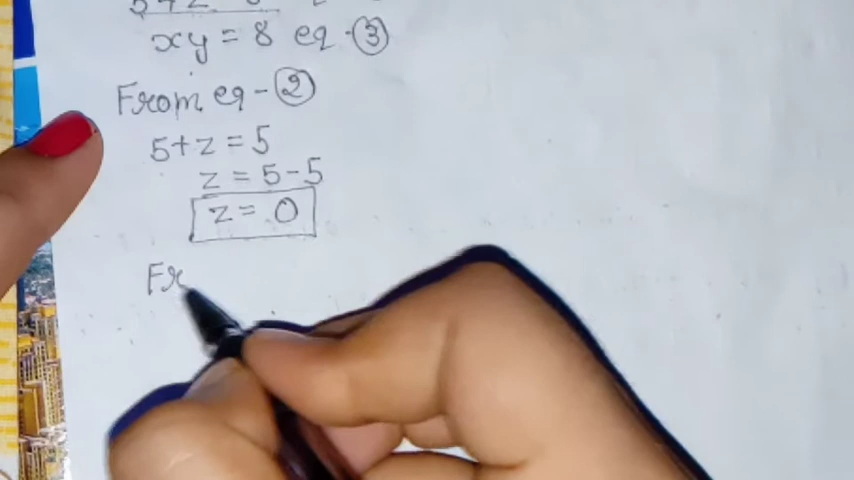 xy = 8 eq. 3
From eq - 2
5+z = 5
z = 5-5
z = 0
Fr